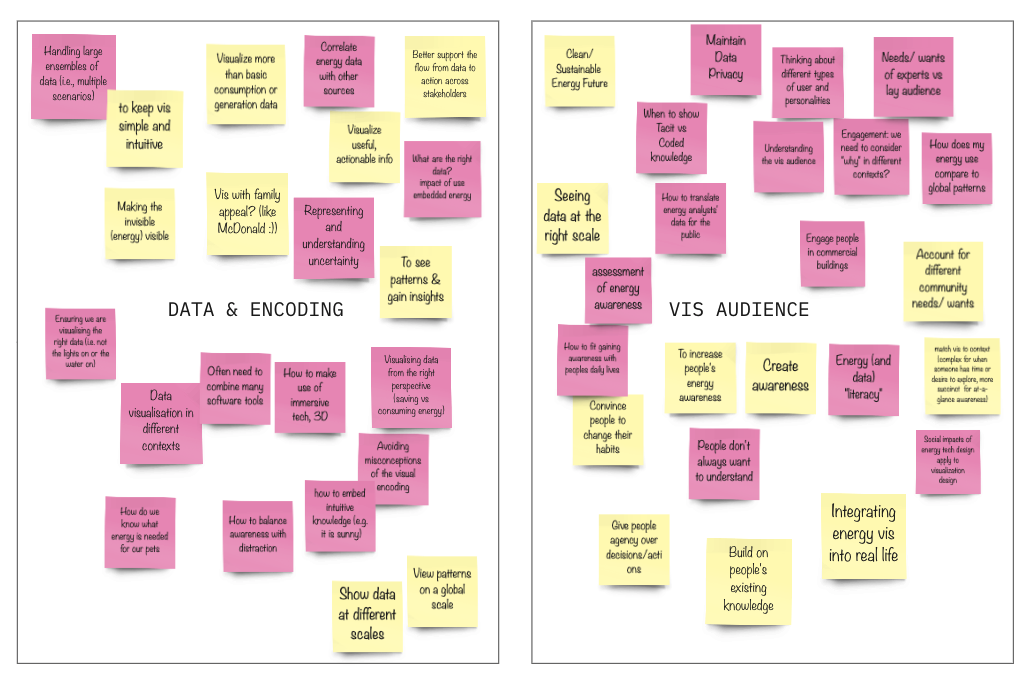 Handling large
ensembles of
data (i.e., multiple
scenarios)
to keep vis
simple and
intuitive
Visualize more
than basic
consumption or
generation data
Correlate
energy data
with other
sources
Better support the
flow from data to
action across
stakeholders
Visualize
useful,
actionable info
What are the right
data?
impact of use
embedded energy
Making the
invisible
(energy) visible
Vis with family
appeal? (like
McDonald :))
Representing
and
understanding
uncertainty
To see
patterns &
gain insights
DATA & ENCODING
Ensuring we are
visualising the
right data (i.e. not
the lights on or the
water on)
Data
visualisation in
different
contexts
Often need to
combine many
software tools
How to make
use of
immersive
tech, 3D
Visualising data
from the right
perspective
(saving vs
consuming energy)
Avoiding
misconceptions
of the visual
encoding
How do we
know what
energy is needed
for our pets
How to balance
awareness with
distraction
how to embed
intuitive
knowledge (e.g.
it is sunny)
Show data
at different
scales
View patterns
on a global
scale
Clean/
Sustainable
Energy Future
Maintain
Data
Privacy
Thinking about
different types
of user and
personalities
Needs/ wants
of experts vs
lay audience
When to show
Tacit vs
Coded
knowledge
Understanding
the vis audience
Engagement: we
need to consider
"why" in different
contexts?
How does my
energy use
compare to
global patterns
Seeing
data at the
right scale
How to translate
energy analysts'
data for the
public
Engage people
in commercial
buildings
Account for
different
community
needs/ wants
assessment
of energy
awareness
VIS AUDIENCE
How to fit gaining
awareness with
peoples daily lives
To increase
people's
energy
awareness
Create
awareness
Energy (and
data)
"literacy"
match vis to context
(complex for when
someone has time or
desire to explore, more
succinct for at-a-
glance awareness)
Convince
people to
change their
habits
People don't
always want
to understand
Social impacts of
energy tech design
apply to
visualization
design
Give people
agency over
decisions/acti
ons
Build on
people's
existing
knowledge
Integrating
energy vis
into real life